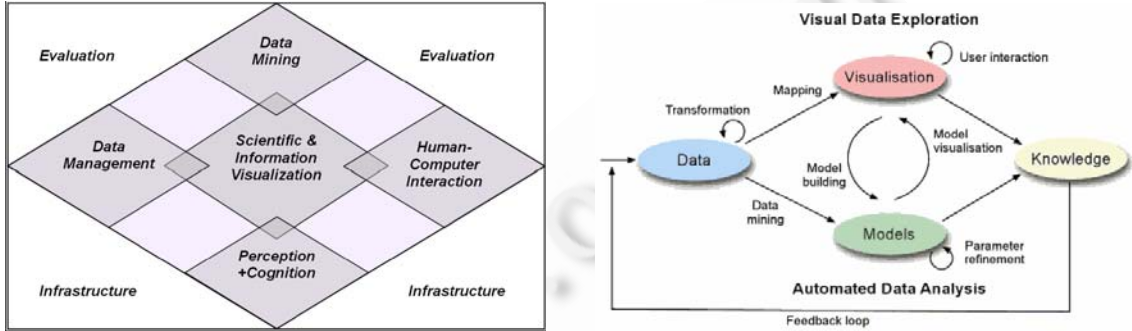 Evaluation
Data
Mining
Evaluation
Data
Management
Scientific &
Information
Visualization
Human-
Computer
Interaction
Perception
+Cognition
Infrastructure
Infrastructure
Visual Data Exploration
Visualisation
User interaction
Mapping
Transformation
Data
Model
building
Model
visualisation
Knowledge
Data
mining
Models
Parameter
refinement
Automated Data Analysis
Feedback loop